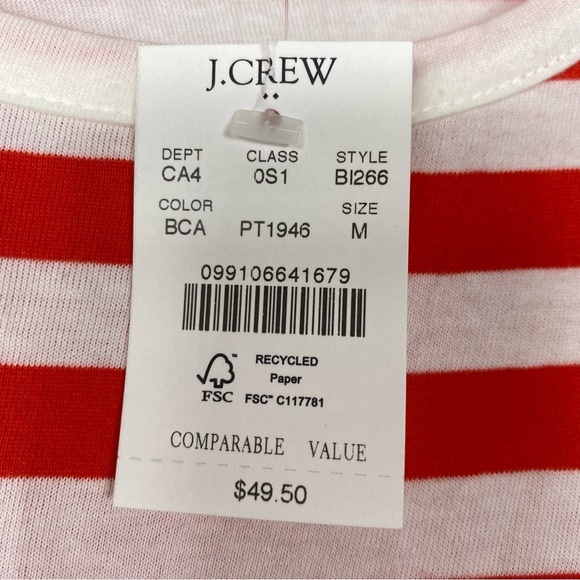 J.CREW
DEPT CLASS STYLE
CA4 0S1 BI266
COLOR SIZE
BCA PT1946 M
099106641679
RECYCLED
Paper
FSC™ FSC™ C117781
COMPARABLE VALUE
$49.50